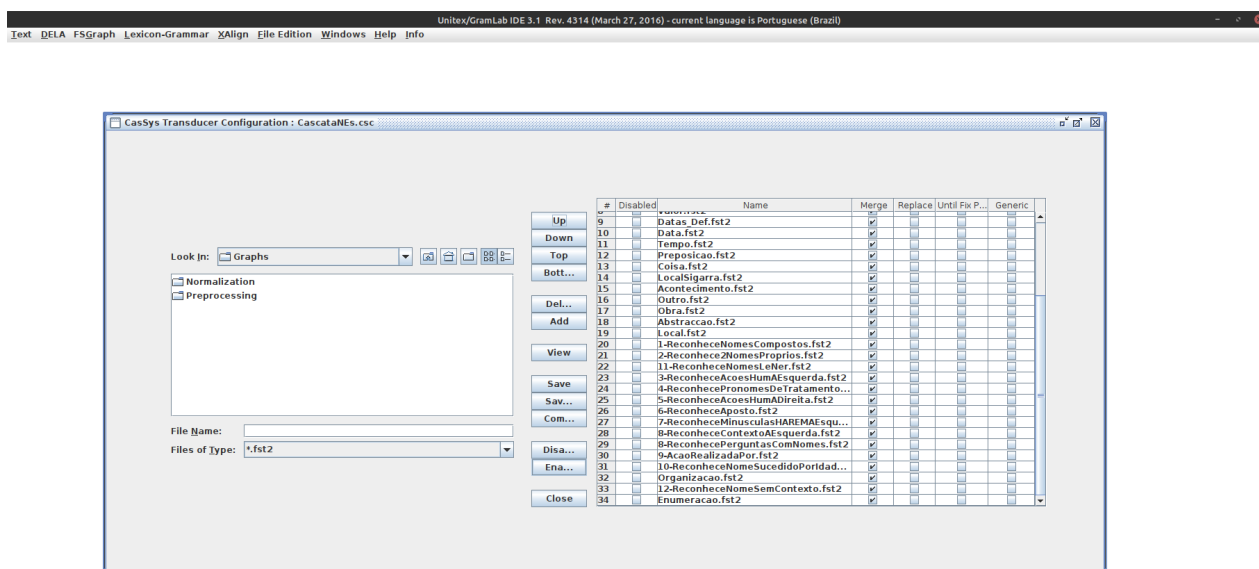 Unitex/GramLab IDE 3.1 Rev. 4314 (March 27, 2016) - current language is Portuguese (Brazil)
Text DELA FSGraph Lexicon-Grammar XAlign File Edition Windows Help Info
CasSys Transducer Configuration : CascataNEs.csc
Look In: Graphs
Normalization
Preprocessing
File Name:
Files of Type: *.fst2
Up
Down
Top
Bott...
Del...
Add
View
Save
Sav...
Com...
Disa...
Ena...
Close
# Disabled Name Merge Replace Until Fix P... Generic
8 Valor.fst2
9 Datas_Def.fst2
10 Data.fst2
11 Tempo.fst2
12 Preposicao.fst2
13 Coisa.fst2
14 LocalSigarra.fst2
15 Acontecimento.fst2
16 Outro.fst2
17 Obra.fst2
18 Abstraccao.fst2
19 Local.fst2
20 1-ReconheceNomesCompostos.fst2
21 2-Reconhece2NomesProprios.fst2
22 11-ReconheceNomesLeNer.fst2
23 3-ReconheceAcoesHumAEsquerda.fst2
24 4-ReconhecePronomesDeTratamento...
25 5-ReconheceAcoesHumADireita.fst2
26 6-ReconheceAposto.fst2
27 7-ReconheceMinusculasHAREMAEsqu...
28 8-ReconheceContextoAEsquerda.fst2
29 8-ReconhecePerguntasComNomes.fst2
30 9-AcaoRealizadaPor.fst2
31 10-ReconheceNomeSucedidoPorIdad...
32 Organizacao.fst2
33 12-ReconheceNomeSemContexto.fst2
34 Enumeracao.fst2